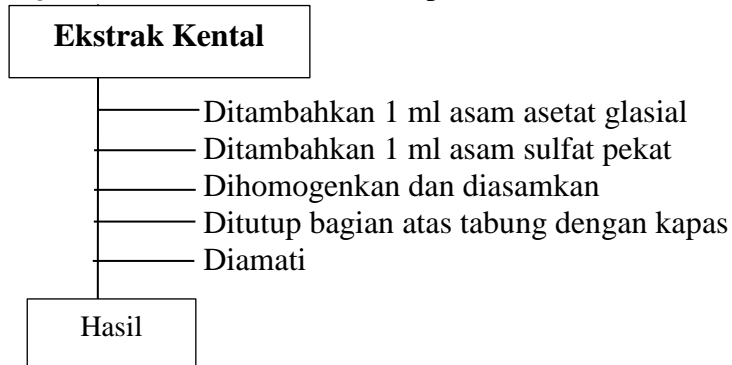 Ekstrak Kental
Ditambahkan 1 ml asam asetat glasial
Ditambahkan 1 ml asam sulfat pekat
Dihomogenkan dan diasamkan
Ditutup bagian atas tabung dengan kapas
Diamati
Hasil